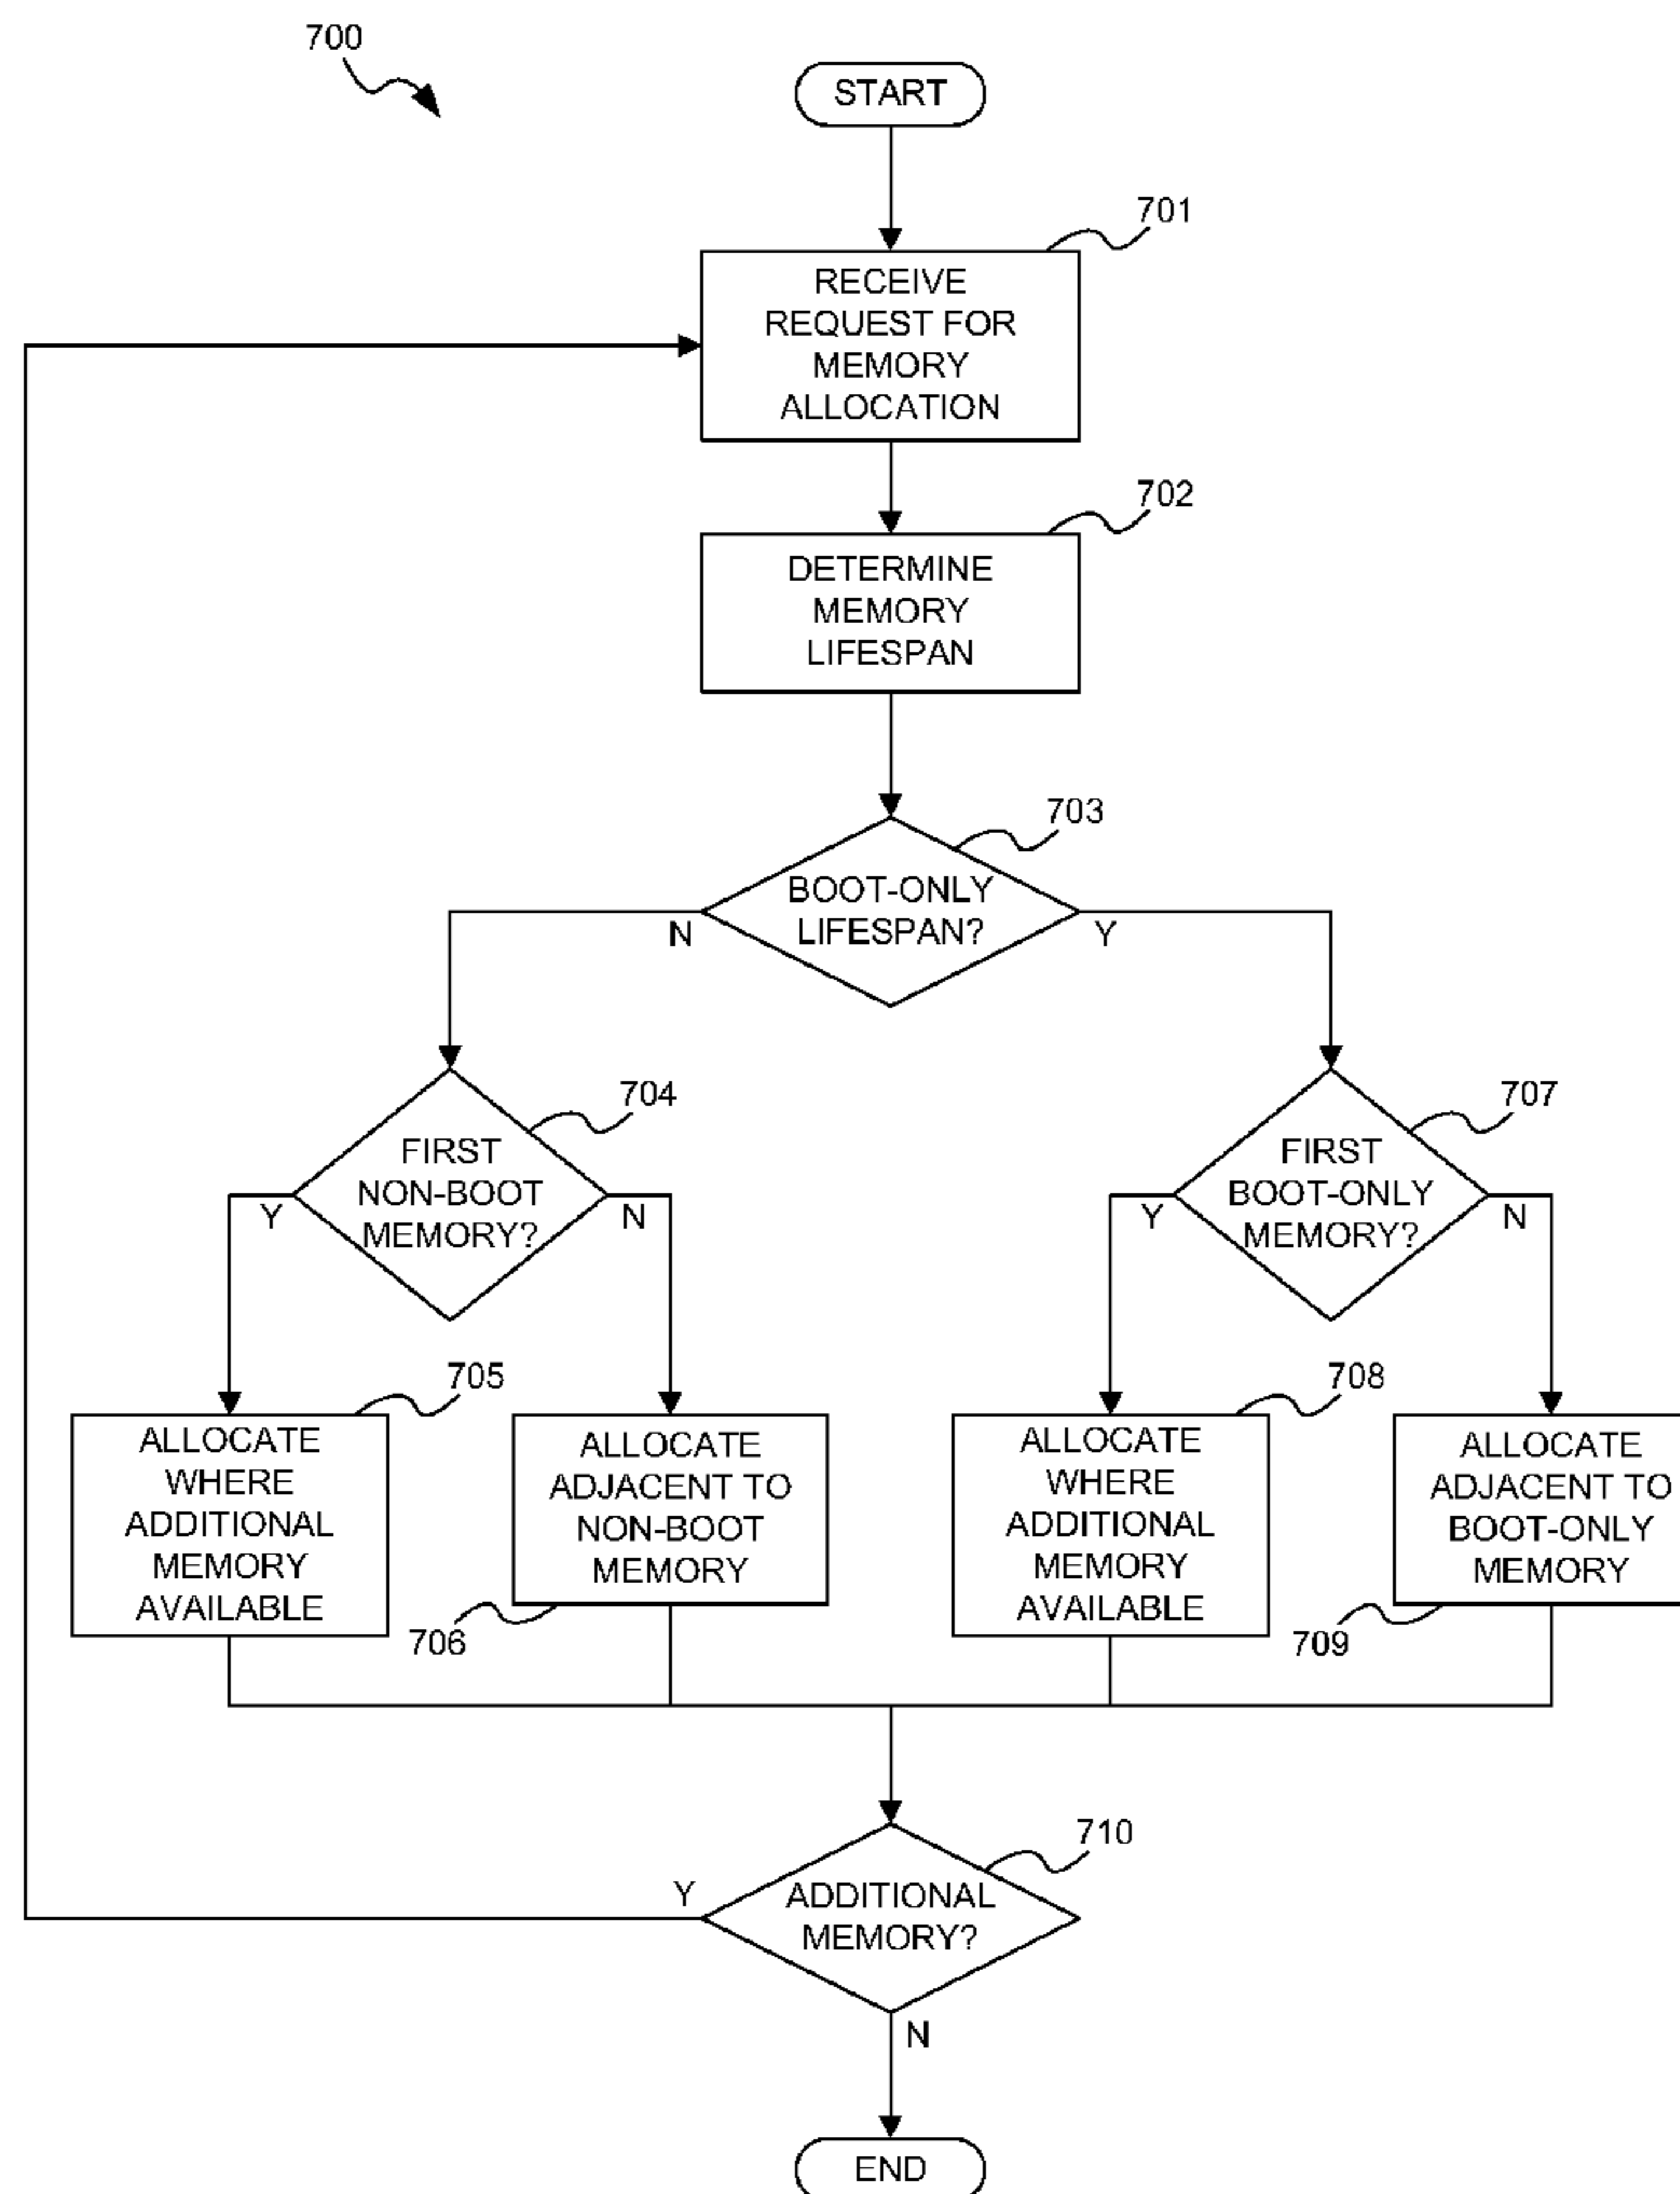 700
START
701
RECEIVE
REQUEST FOR
MEMORY
ALLOCATION
702
DETERMINE
MEMORY
LIFESPAN
703
BOOT-ONLY
LIFESPAN?
N
Y
704
FIRST
NON-BOOT
MEMORY?
Y
N
707
FIRST
BOOT-ONLY
MEMORY?
Y
N
705
ALLOCATE
WHERE
ADDITIONAL
MEMORY
AVAILABLE
ALLOCATE
ADJACENT TO
NON-BOOT
MEMORY
706
708
ALLOCATE
WHERE
ADDITIONAL
MEMORY
AVAILABLE
ALLOCATE
ADJACENT TO
BOOT-ONLY
MEMORY
709
710
ADDITIONAL
MEMORY?
Y
N
END